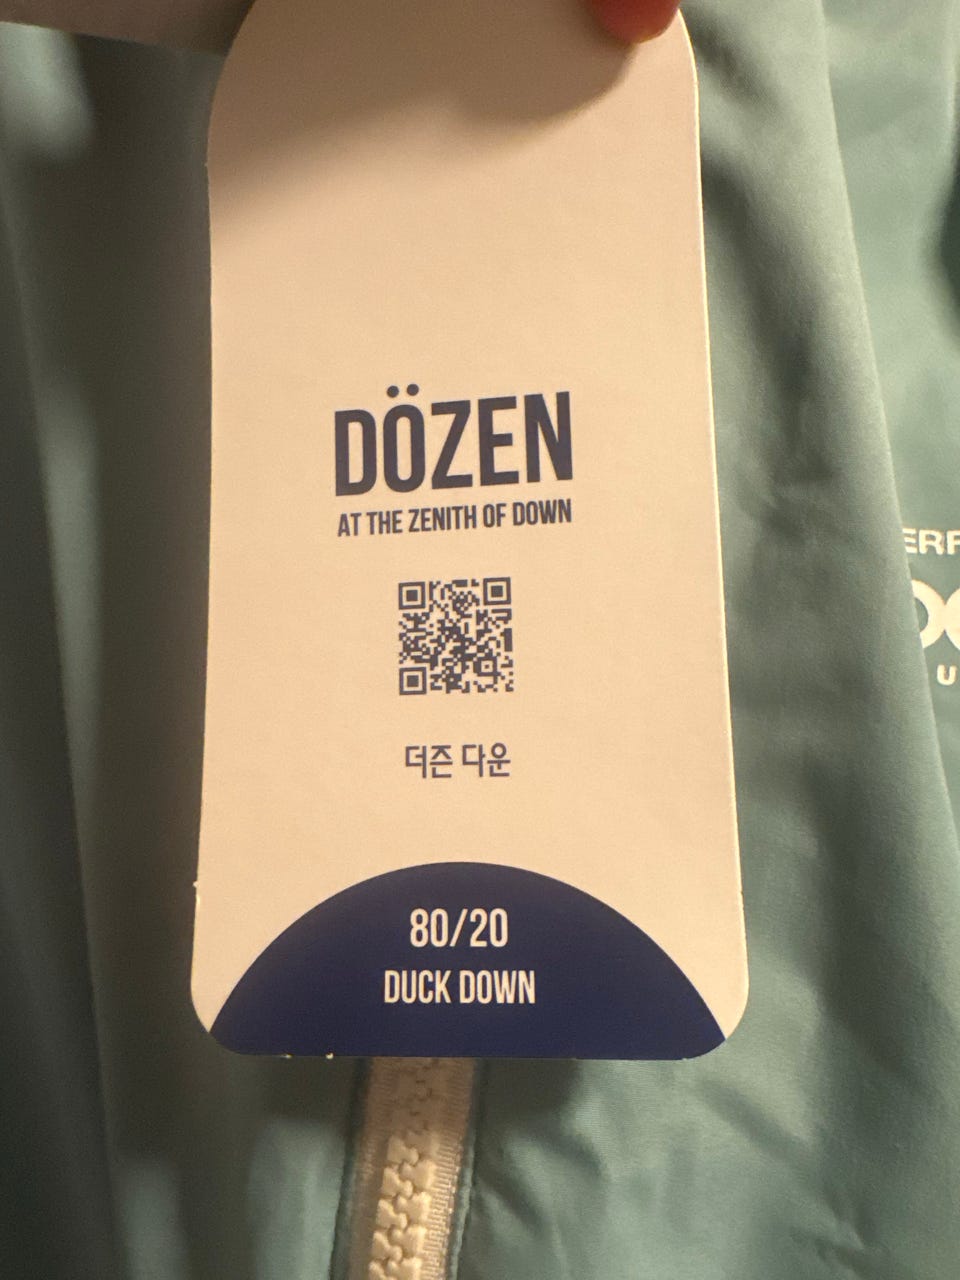 DÖZEN
AT THE ZENITH OF DOWN
더즌 다운
80/20
DUCK DOWN